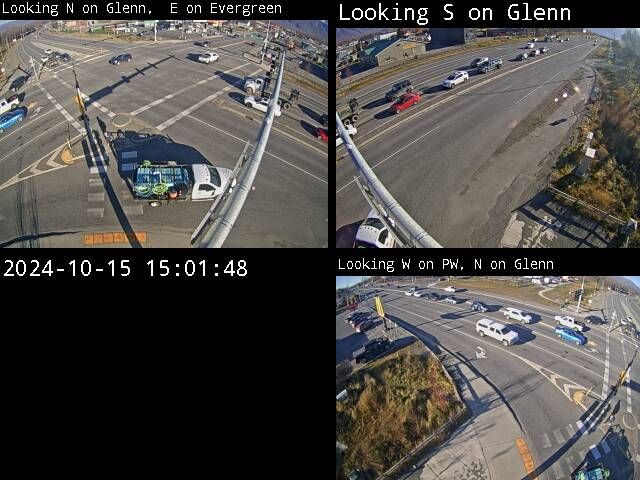 Looking N on Glenn,  E on Evergreen
Looking S on Glenn
2024-10-15 15:01:48
Looking W on PW, N on Glenn